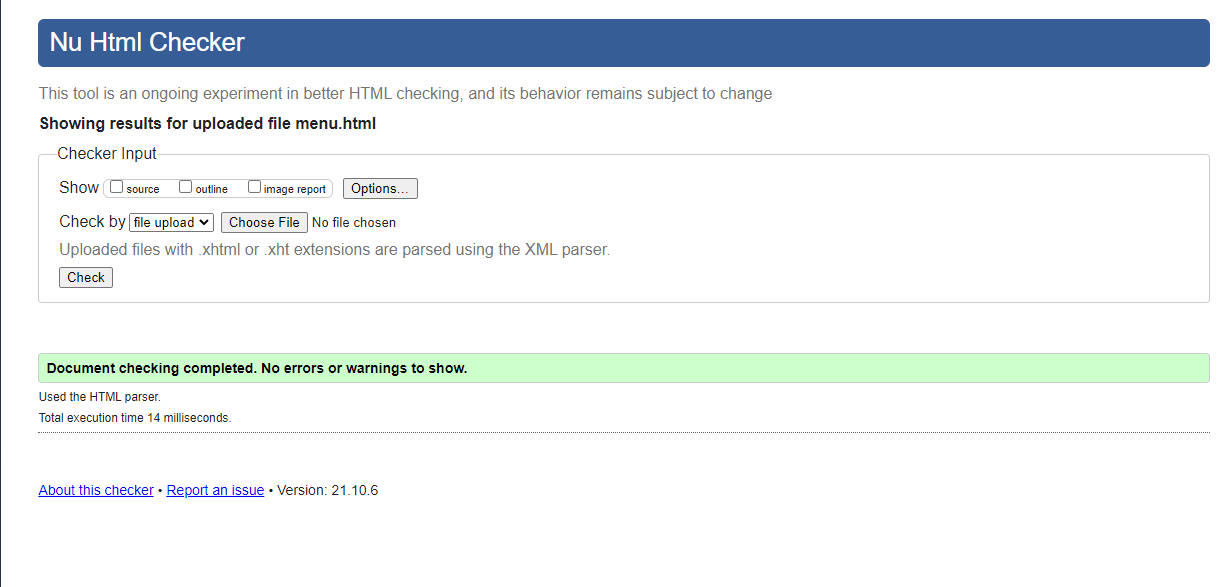 Nu Html Checker
This tool is an ongoing experiment in better HTML checking, and its behavior remains subject to change
Showing results for uploaded file menu.html
Checker Input
Show source outline image report Options...
Check by file upload Choose File No file chosen
Uploaded files with .xhtml or .xht extensions are parsed using the XML parser.
Check
Document checking completed. No errors or warnings to show.
Used the HTML parser.
Total execution time 14 milliseconds.
About this checker • Report an issue • Version: 21.10.6